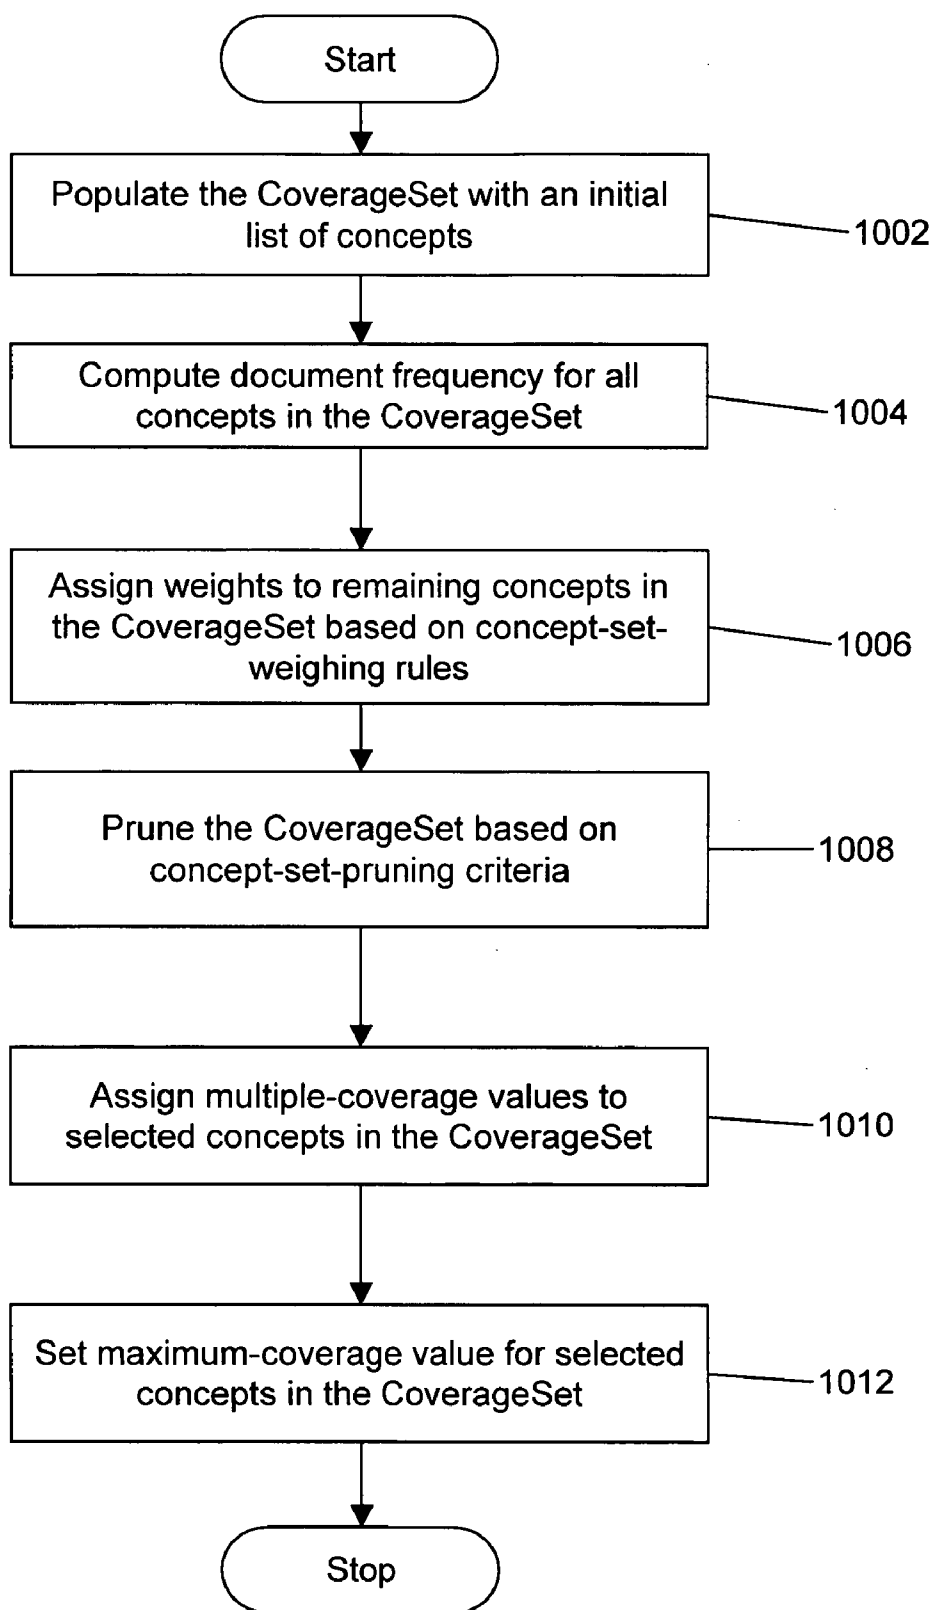 Start
Populate the CoverageSet with an initial
list of concepts
1002
Compute document frequency for all
concepts in the CoverageSet
1004
Assign weights to remaining concepts in
the CoverageSet based on concept-set-
weighing rules
1006
Prune the CoverageSet based on
concept-set-pruning criteria
1008
Assign multiple-coverage values to
selected concepts in the CoverageSet
1010
Set maximum-coverage value for selected
concepts in the CoverageSet
1012
Stop